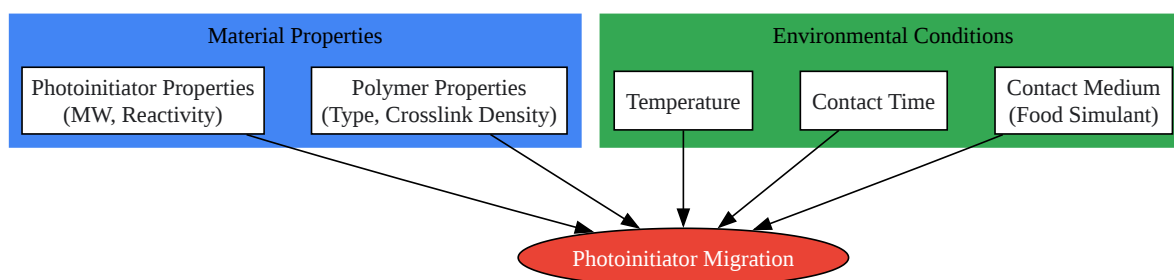 Material Properties
Environmental Conditions
Photoinitiator Properties
(MW, Reactivity)
Polymer Properties
(Type, Crosslink Density)
Temperature
Contact Time
Contact Medium
(Food Simulant)
Photoinitiator Migration